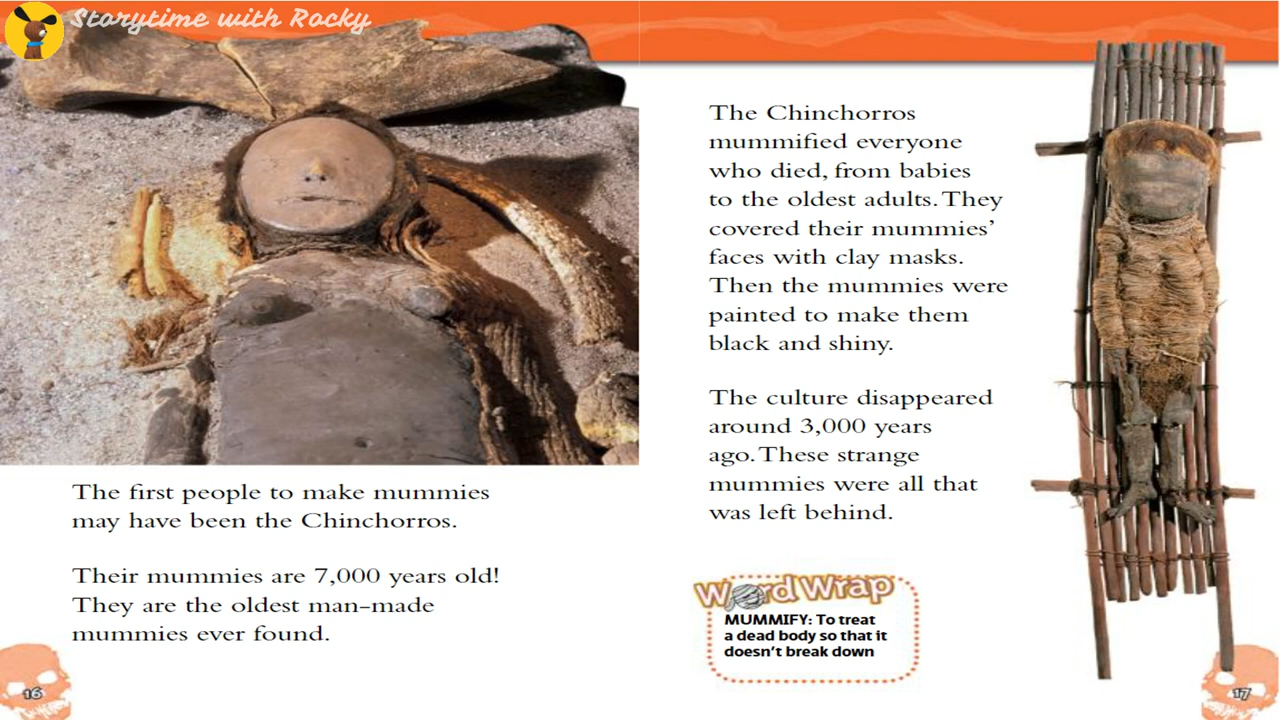 Storytime with Rocky
The first people to make mummies
may have been the Chinchorros.
Their mummies are 7,000 years old!
They are the oldest man-made
mummies ever found.
16
The Chinchorros
mummified everyone
who died, from babies
to the oldest adults. They
covered their mummies’
faces with clay masks.
Then the mummies were
painted to make them
black and shiny.
The culture disappeared
around 3,000 years
ago. These strange
mummies were all that
was left behind.
Word Wrap
MUMMIFY: To treat
a dead body so that it
doesn’t break down
17